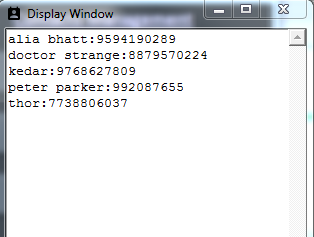 Display Window
alia bhatt:9594190289
doctor strange:8879570224
kedar:9768627809
peter parker:992087655
thor:7738806037